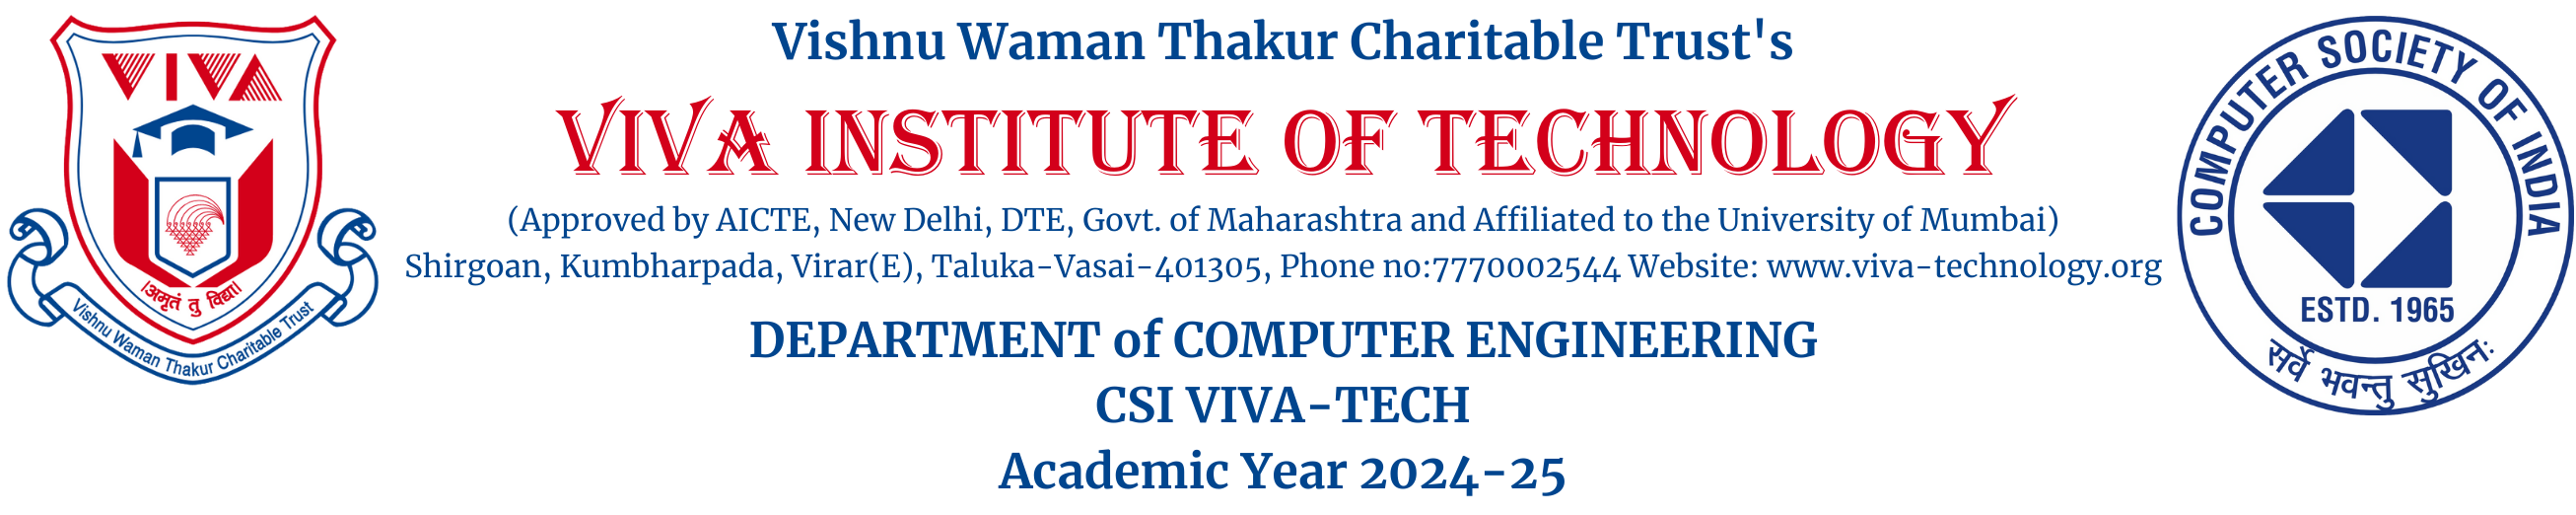 VIVA
।अमृतं तु विद्या।
Vishnu Waman Thakur Charitable Trust
Vishnu Waman Thakur Charitable Trust's
VIVA INSTITUTE OF TECHNOLOGY
(Approved by AICTE, New Delhi, DTE, Govt. of Maharashtra and Affiliated to the University of Mumbai)
Shirgoan, Kumbharpada, Virar(E), Taluka-Vasai-401305, Phone no:7770002544 Website: www.viva-technology.org
DEPARTMENT of COMPUTER ENGINEERING
CSI VIVA-TECH
Academic Year 2024-25
COMPUTER SOCIETY OF INDIA
ESTD. 1965
सर्वे भवन्तु सुखिनः